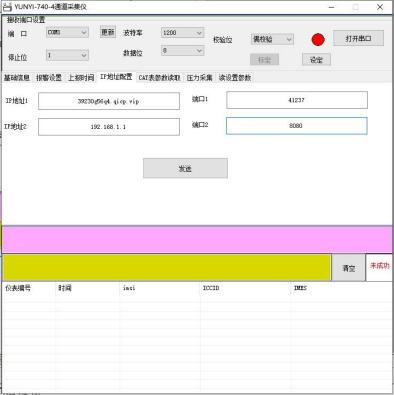 YUNYI-740-4通道采集仪
接收端口设置
端 口 COM1 更新 波特率 1200 校验位 偶校验 打开串口
停止位 1 数据位 8 标定 设定
基础信息 报警设置 上报时间 IP地址配置 CAT表参数读取 压力采集 读设置参数
IP地址1 39230g56q4.qicp.vip 端口1 41237
IP地址2 192.168.1.1 端口2 8080
发送
清空 未成功
仪表编号 时间 imsi ICCID IMES